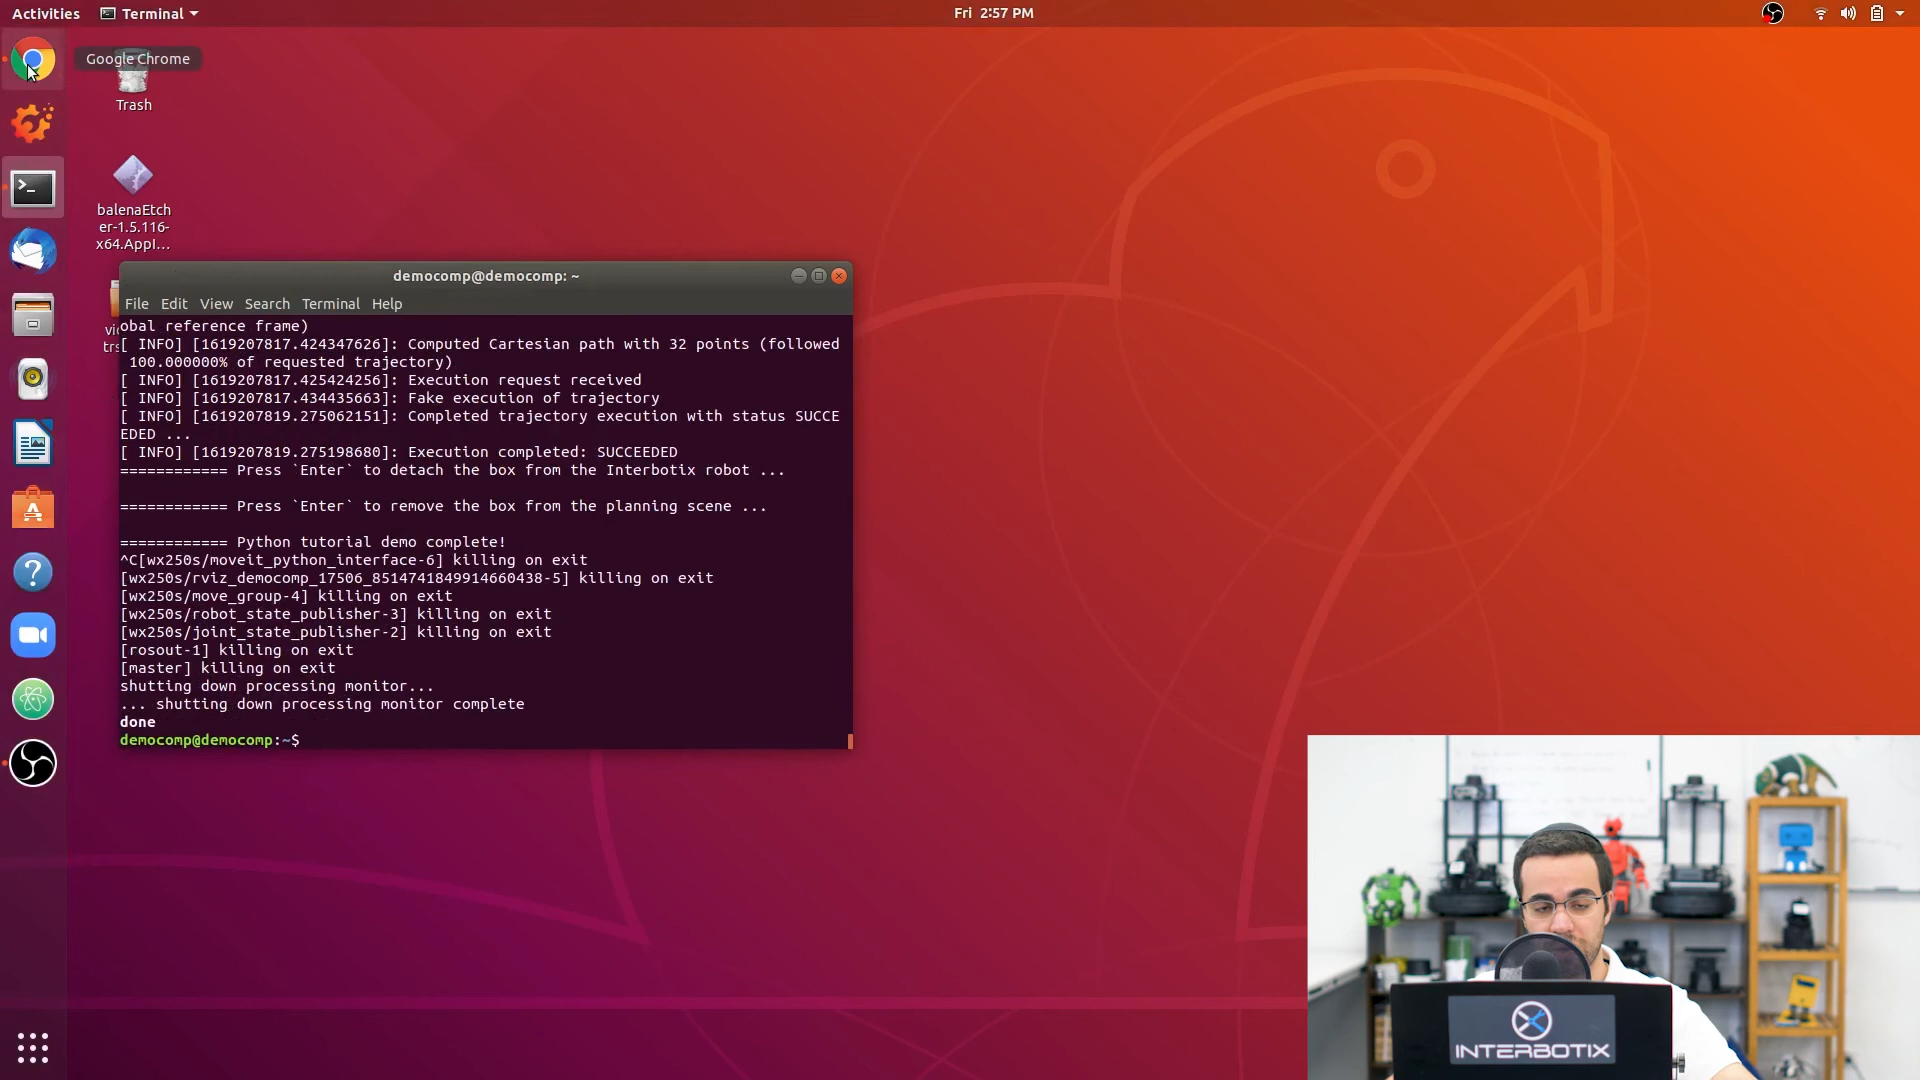 Activities
Terminal
Fri 2:57 PM
Google Chrome
Trash
balenaEtch
er-1.5.116-
x64.AppI...
democomp@democomp: ~
File Edit View Search Terminal Help
obal reference frame)
[ INFO] [1619207817.424347626]: Computed Cartesian path with 32 points (followed
100.000000% of requested trajectory)
[ INFO] [1619207817.425424256]: Execution request received
[ INFO] [1619207817.434435663]: Fake execution of trajectory
[ INFO] [1619207819.275062151]: Completed trajectory execution with status SUCCE
EDED ...
[ INFO] [1619207819.275198680]: Execution completed: SUCCEEDED
============ Press `Enter` to detach the box from the Interbotix robot ...
============ Press `Enter` to remove the box from the planning scene ...
============ Python tutorial demo complete!
^C[wx250s/moveit_python_interface-6] killing on exit
[wx250s/rviz_democomp_17506_8514741849914660438-5] killing on exit
[wx250s/move_group-4] killing on exit
[wx250s/robot_state_publisher-3] killing on exit
[wx250s/joint_state_publisher-2] killing on exit
[rosout-1] killing on exit
[master] killing on exit
shutting down processing monitor...
... shutting down processing monitor complete
done
democomp@democomp:~$
INTERBOTIX